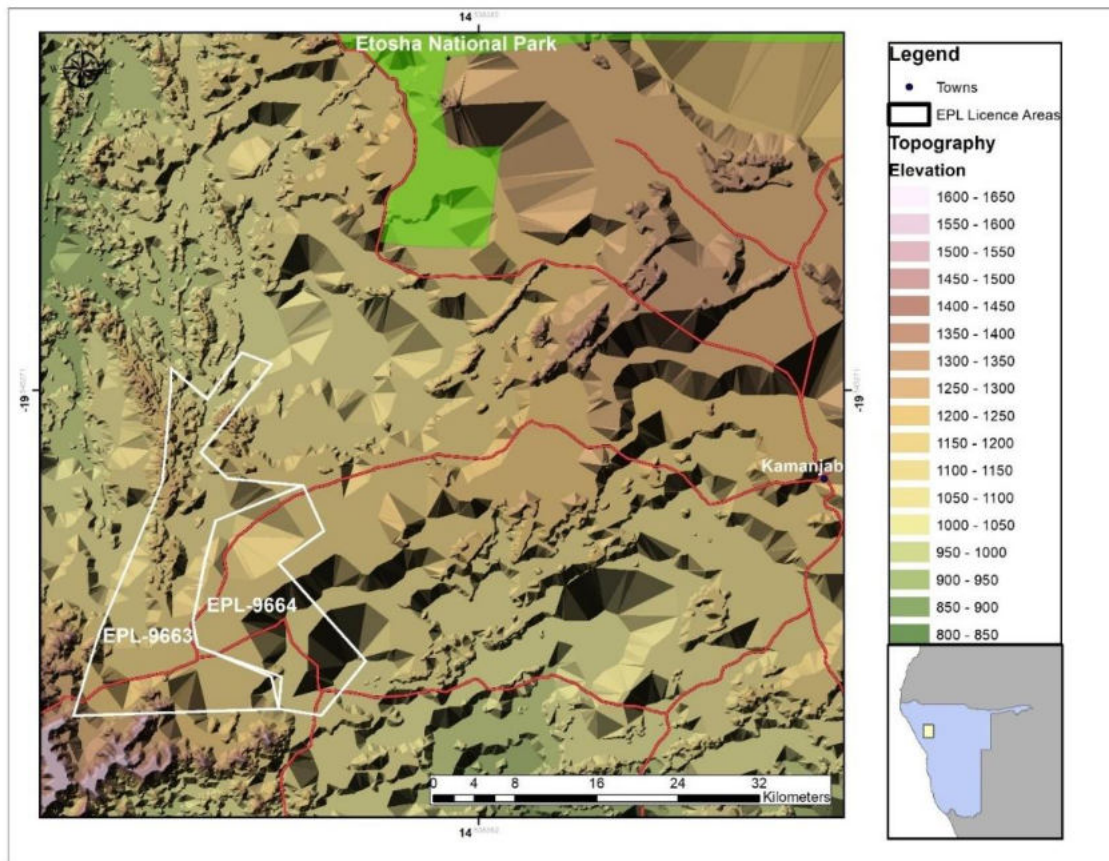 14
Etosha National Park
-19
-19
Kamanjab
EPL-9664
EPL-9663
0 4 8 16 24 32
Kilometers
14
Legend
Towns
EPL Licence Areas
Topography
Elevation
1600 - 1650
1550 - 1600
1500 - 1550
1450 - 1500
1400 - 1450
1350 - 1400
1300 - 1350
1250 - 1300
1200 - 1250
1150 - 1200
1100 - 1150
1050 - 1100
1000 - 1050
950 - 1000
900 - 950
850 - 900
800 - 850